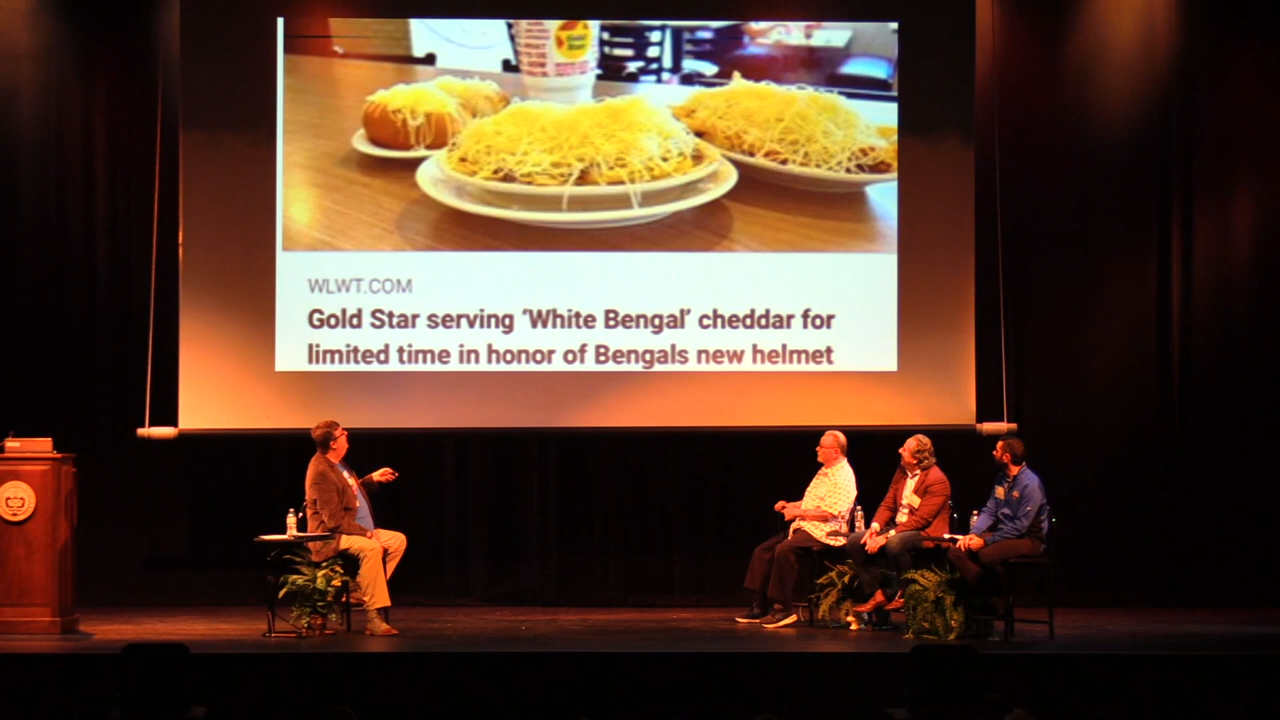 WLWT.COM
Gold Star serving ‘White Bengal’ cheddar for
limited time in honor of Bengals new helmet